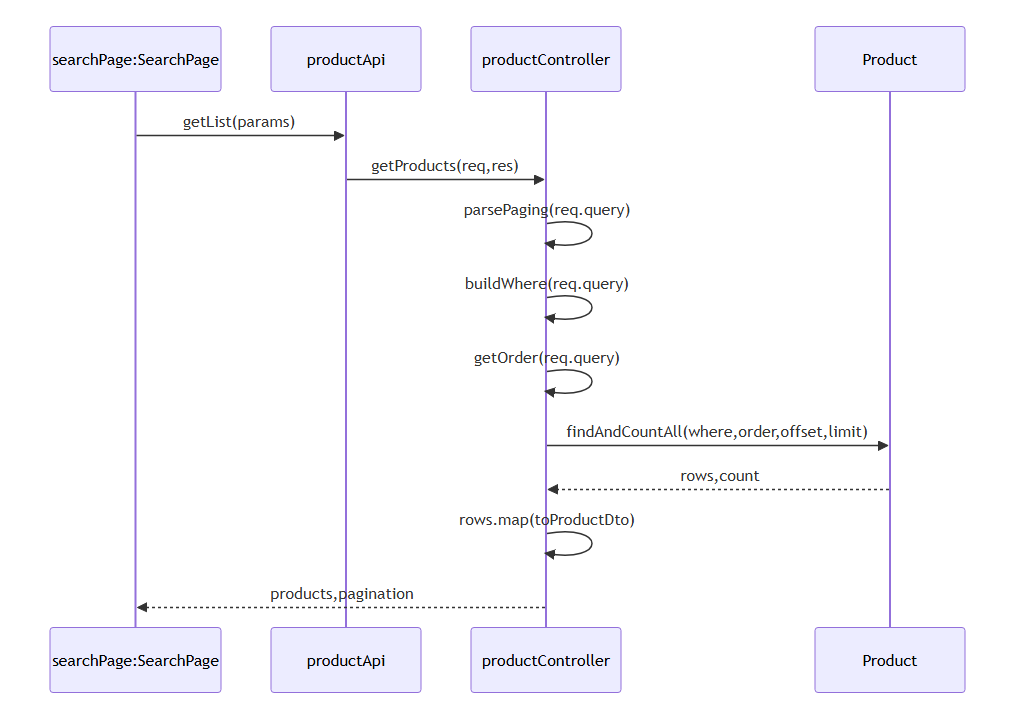 searchPage:SearchPage
productApi
productController
Product
getList(params)
getProducts(req,res)
parsePaging(req.query)
buildWhere(req.query)
getOrder(req.query)
findAndCountAll(where,order,offset,limit)
rows,count
rows.map(toProductDto)
products,pagination
searchPage:SearchPage
productApi
productController
Product